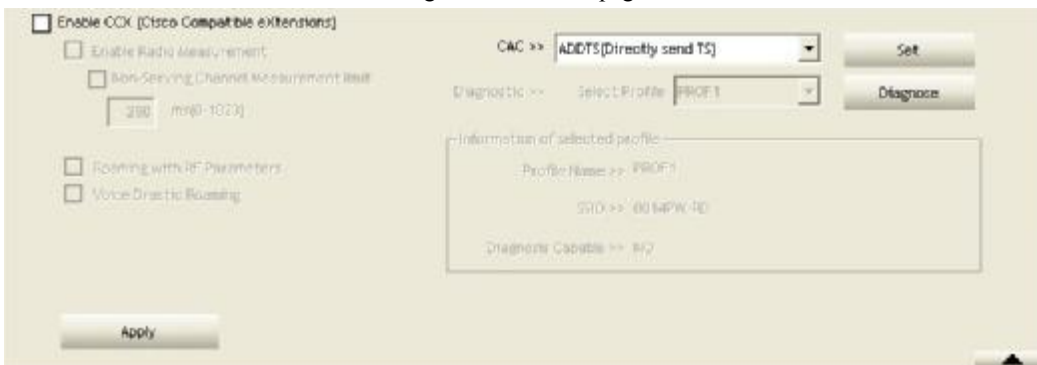 Enable CCX (Cisco Compatible eXtensions)
Enable Radio Measurement
Non-Serving Channel Measurement limit
250 ms(0-1023)
Roaming with RF Parameters
Voice Drastic Roaming
Apply
CAC >> ADDTS(Directly send TS) Set
Diagnostic >> Select Profile PROF1 Diagnose
Information of selected profile
Profile Name >> PROF1
SSID >>
Diagnosis Capable >> NO